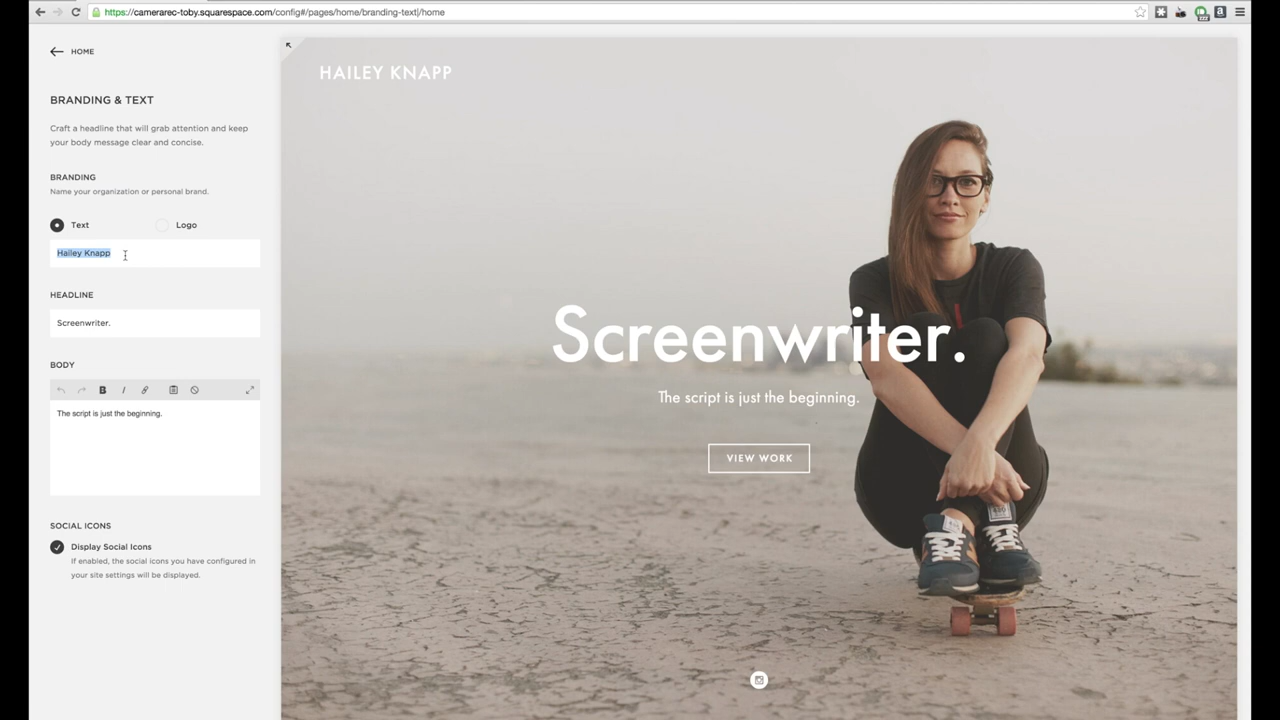 https://camerarec-toby.squarespace.com/config#/pages/home/branding-text|/home
HOME
BRANDING & TEXT
Craft a headline that will grab attention and keep
your body message clear and concise.
BRANDING
Name your organization or personal brand.
Text
Logo
Hailey Knapp
HEADLINE
Screenwriter.
BODY
B
I
The script is just the beginning.
SOCIAL ICONS
Display Social Icons
If enabled, the social icons you have configured in
your site settings will be displayed.
HAILEY KNAPP
Screenwriter.
The script is just the beginning.
VIEW WORK